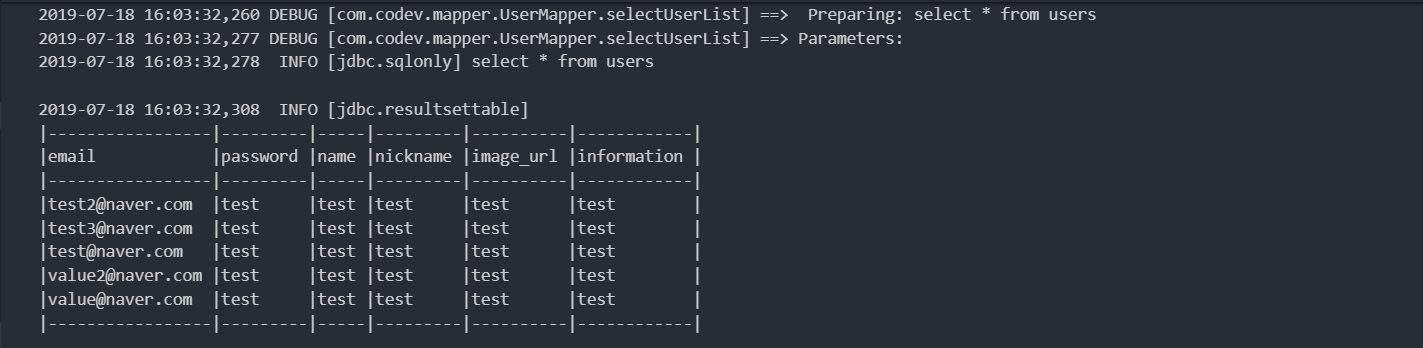 2019-07-18 16:03:32,260 DEBUG [com.codev.mapper.UserMapper.selectUserList] ==>  Preparing: select * from users
2019-07-18 16:03:32,277 DEBUG [com.codev.mapper.UserMapper.selectUserList] ==> Parameters:
2019-07-18 16:03:32,278  INFO [jdbc.sqlonly] select * from users

2019-07-18 16:03:32,308  INFO [jdbc.resultsettable]
|-----------------|---------|-----|---------|----------|------------|
|email            |password |name |nickname |image_url |information |
|-----------------|---------|-----|---------|----------|------------|
|test2@naver.com  |test     |test |test     |test      |test        |
|test3@naver.com  |test     |test |test     |test      |test        |
|test@naver.com   |test     |test |test     |test      |test        |
|value2@naver.com |test     |test |test     |test      |test        |
|value@naver.com  |test     |test |test     |test      |test        |
|-----------------|---------|-----|---------|----------|------------|